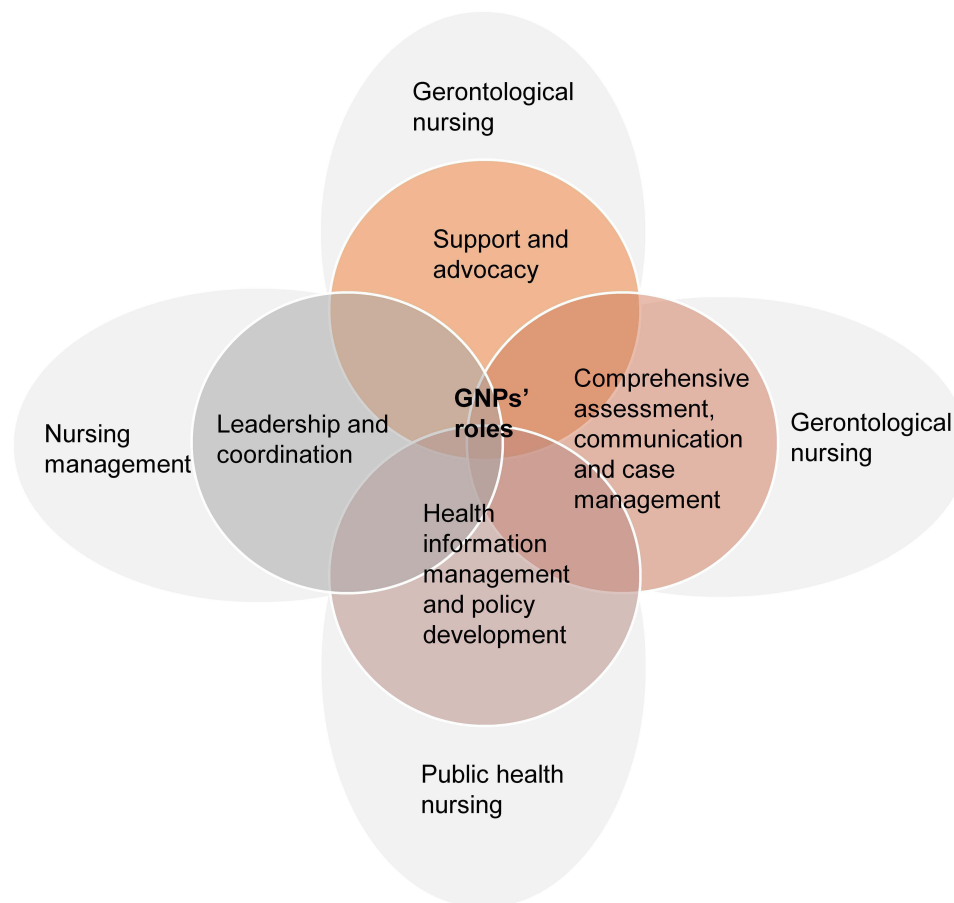 Gerontological
nursing
Support and
advocacy
Nursing
management
Leadership and
coordination
GNPs’
roles
Comprehensive
assessment,
communication
and case
management
Gerontological
nursing
Health
information
management
and policy
development
Public health
nursing